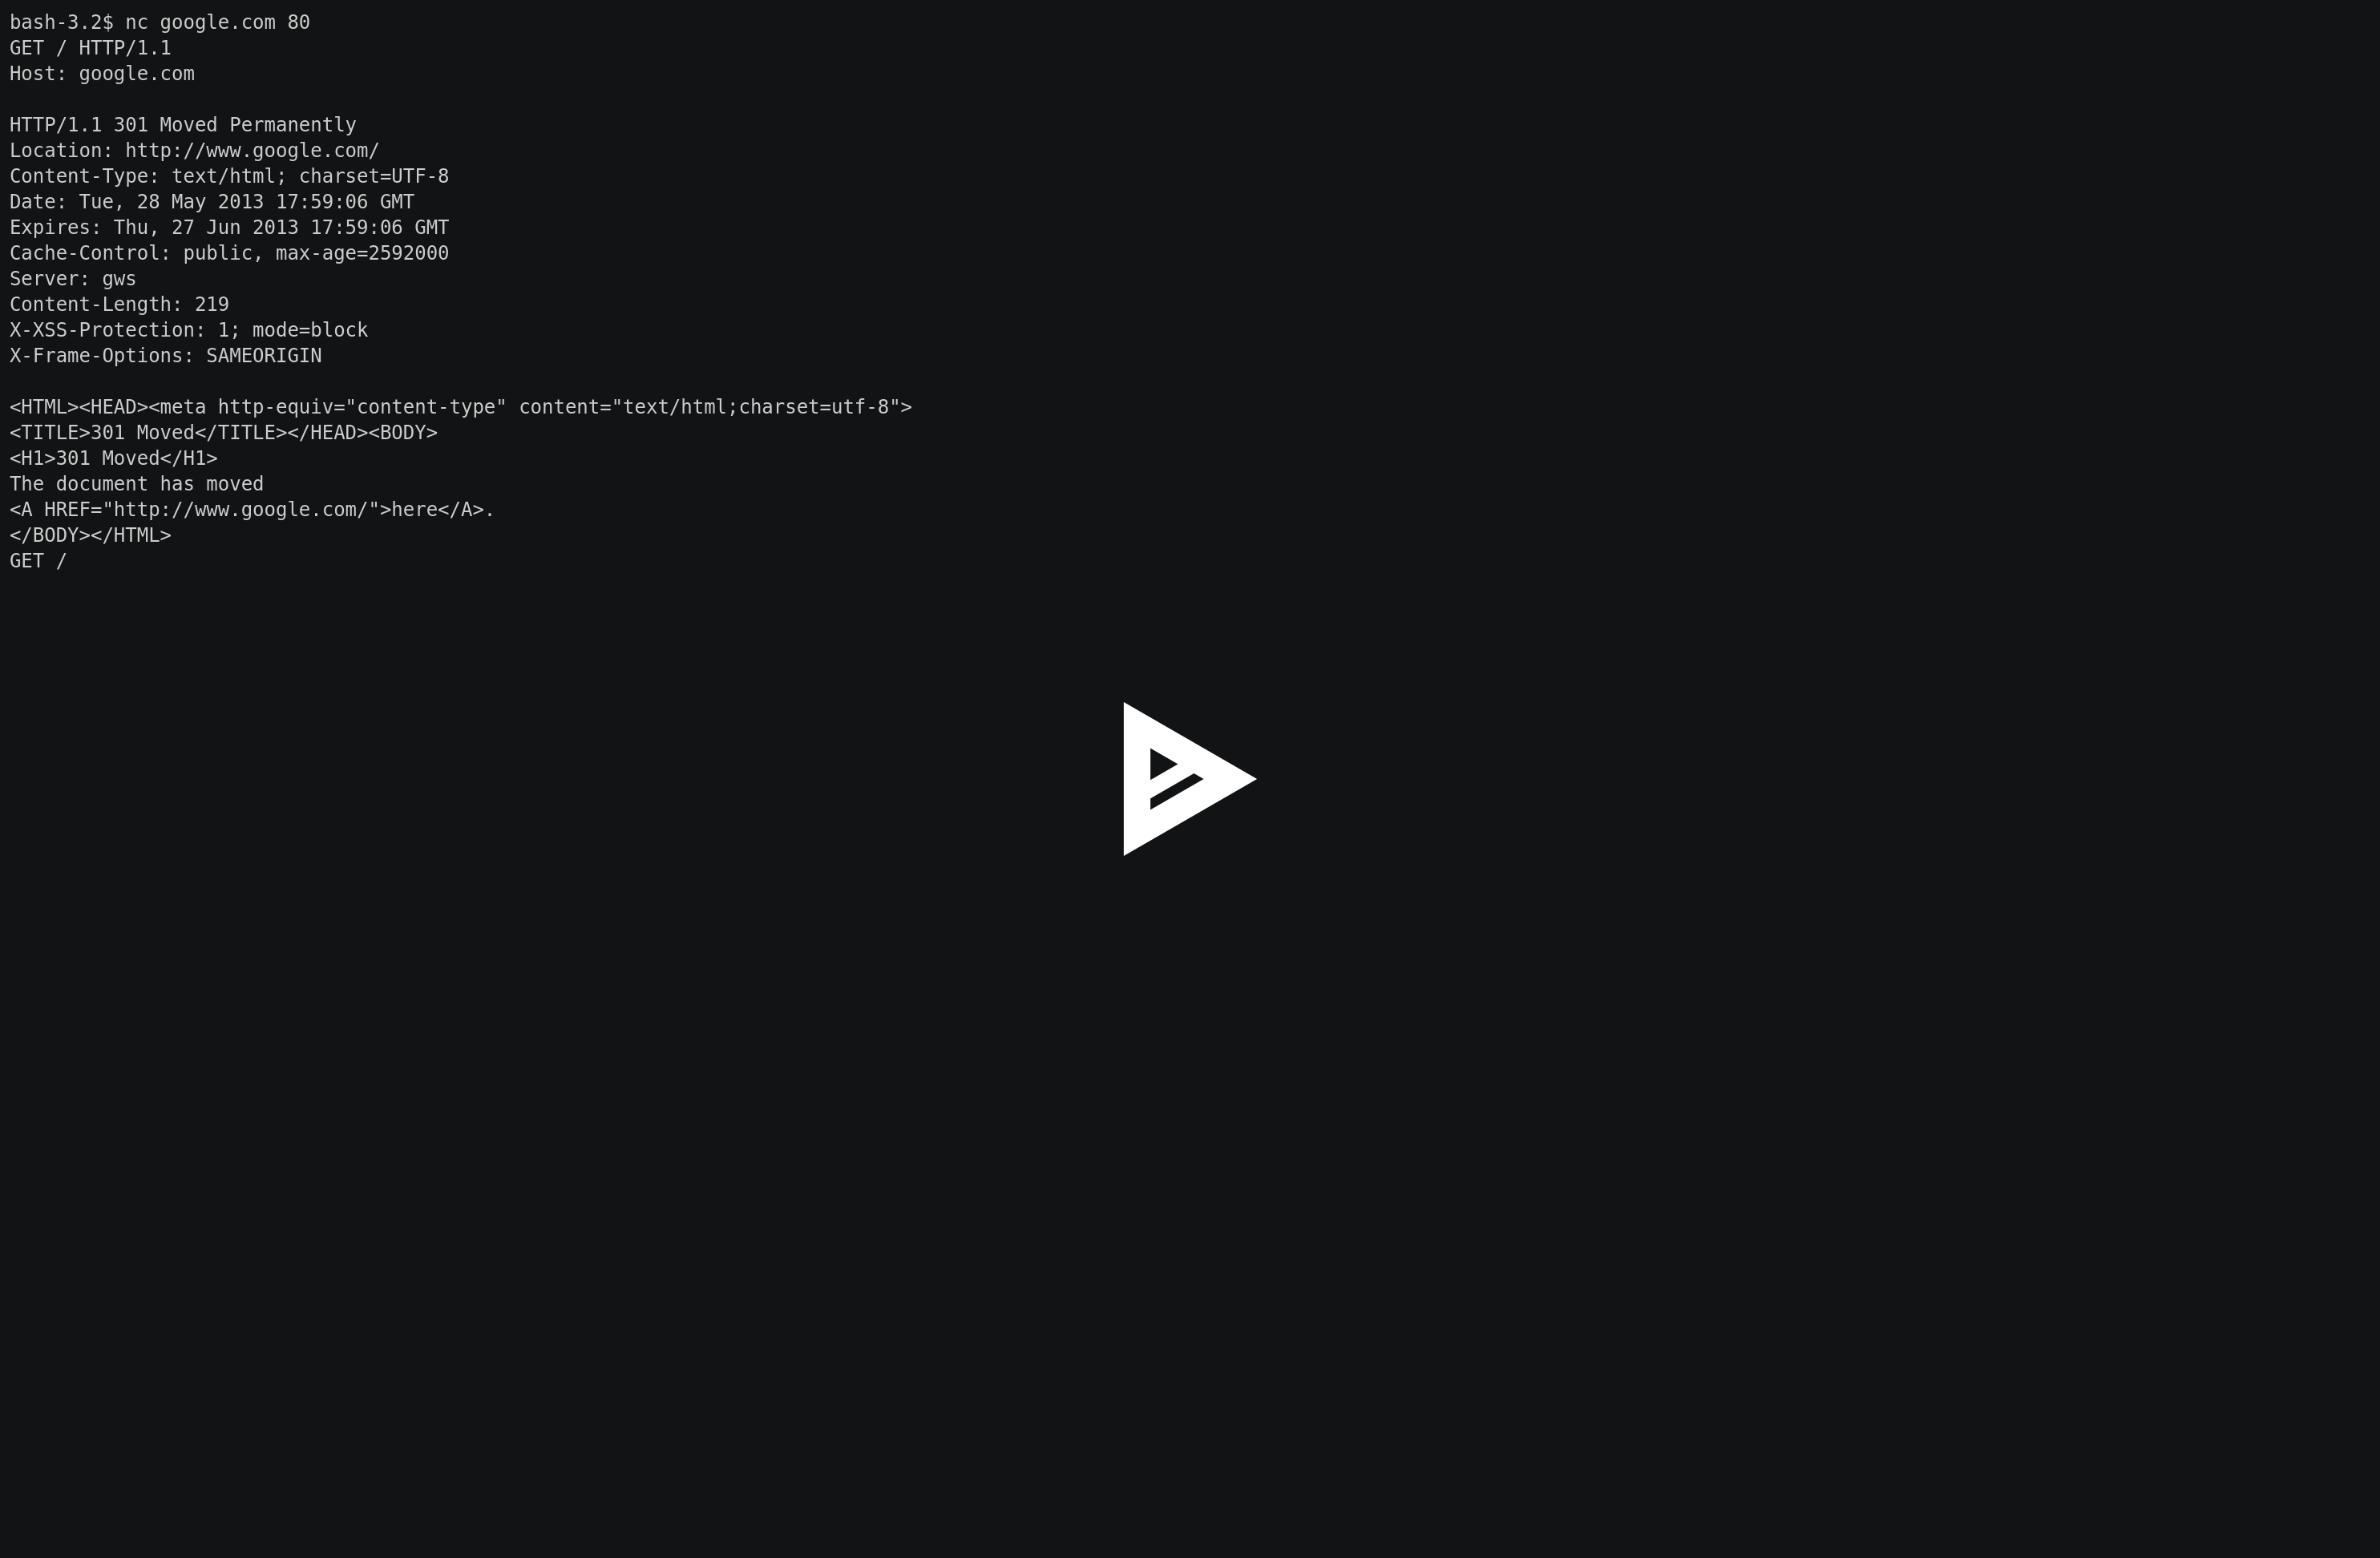 bash-3.2$ nc google.com 80
GET / HTTP/1.1
Host: google.com

HTTP/1.1 301 Moved Permanently
Location: http://www.google.com/
Content-Type: text/html; charset=UTF-8
Date: Tue, 28 May 2013 17:59:06 GMT
Expires: Thu, 27 Jun 2013 17:59:06 GMT
Cache-Control: public, max-age=2592000
Server: gws
Content-Length: 219
X-XSS-Protection: 1; mode=block
X-Frame-Options: SAMEORIGIN

<HTML><HEAD><meta http-equiv="content-type" content="text/html;charset=utf-8">
<TITLE>301 Moved</TITLE></HEAD><BODY>
<H1>301 Moved</H1>
The document has moved
<A HREF="http://www.google.com/">here</A>.
</BODY></HTML>
GET /